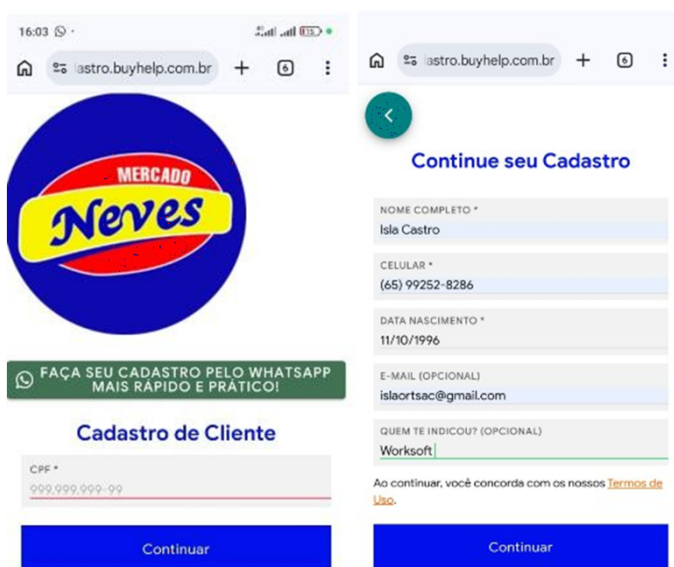 16:03
astro.buyhelp.com.br
6
MERCADO
Neves
FAÇA SEU CADASTRO PELO WHATSAPP
MAIS RÁPIDO E PRÁTICO!
Cadastro de Cliente
CPF *
999.999.999-99
Continuar
astro.buyhelp.com.br
6
Continue seu Cadastro
NOME COMPLETO *
Isla Castro
CELULAR *
(65) 99252-8286
DATA NASCIMENTO *
11/10/1996
E-MAIL (OPCIONAL)
islaortsac@gmail.com
QUEM TE INDICOU? (OPCIONAL)
Worksoft
Ao continuar, você concorda com os nossos Termos de
Uso.
Continuar